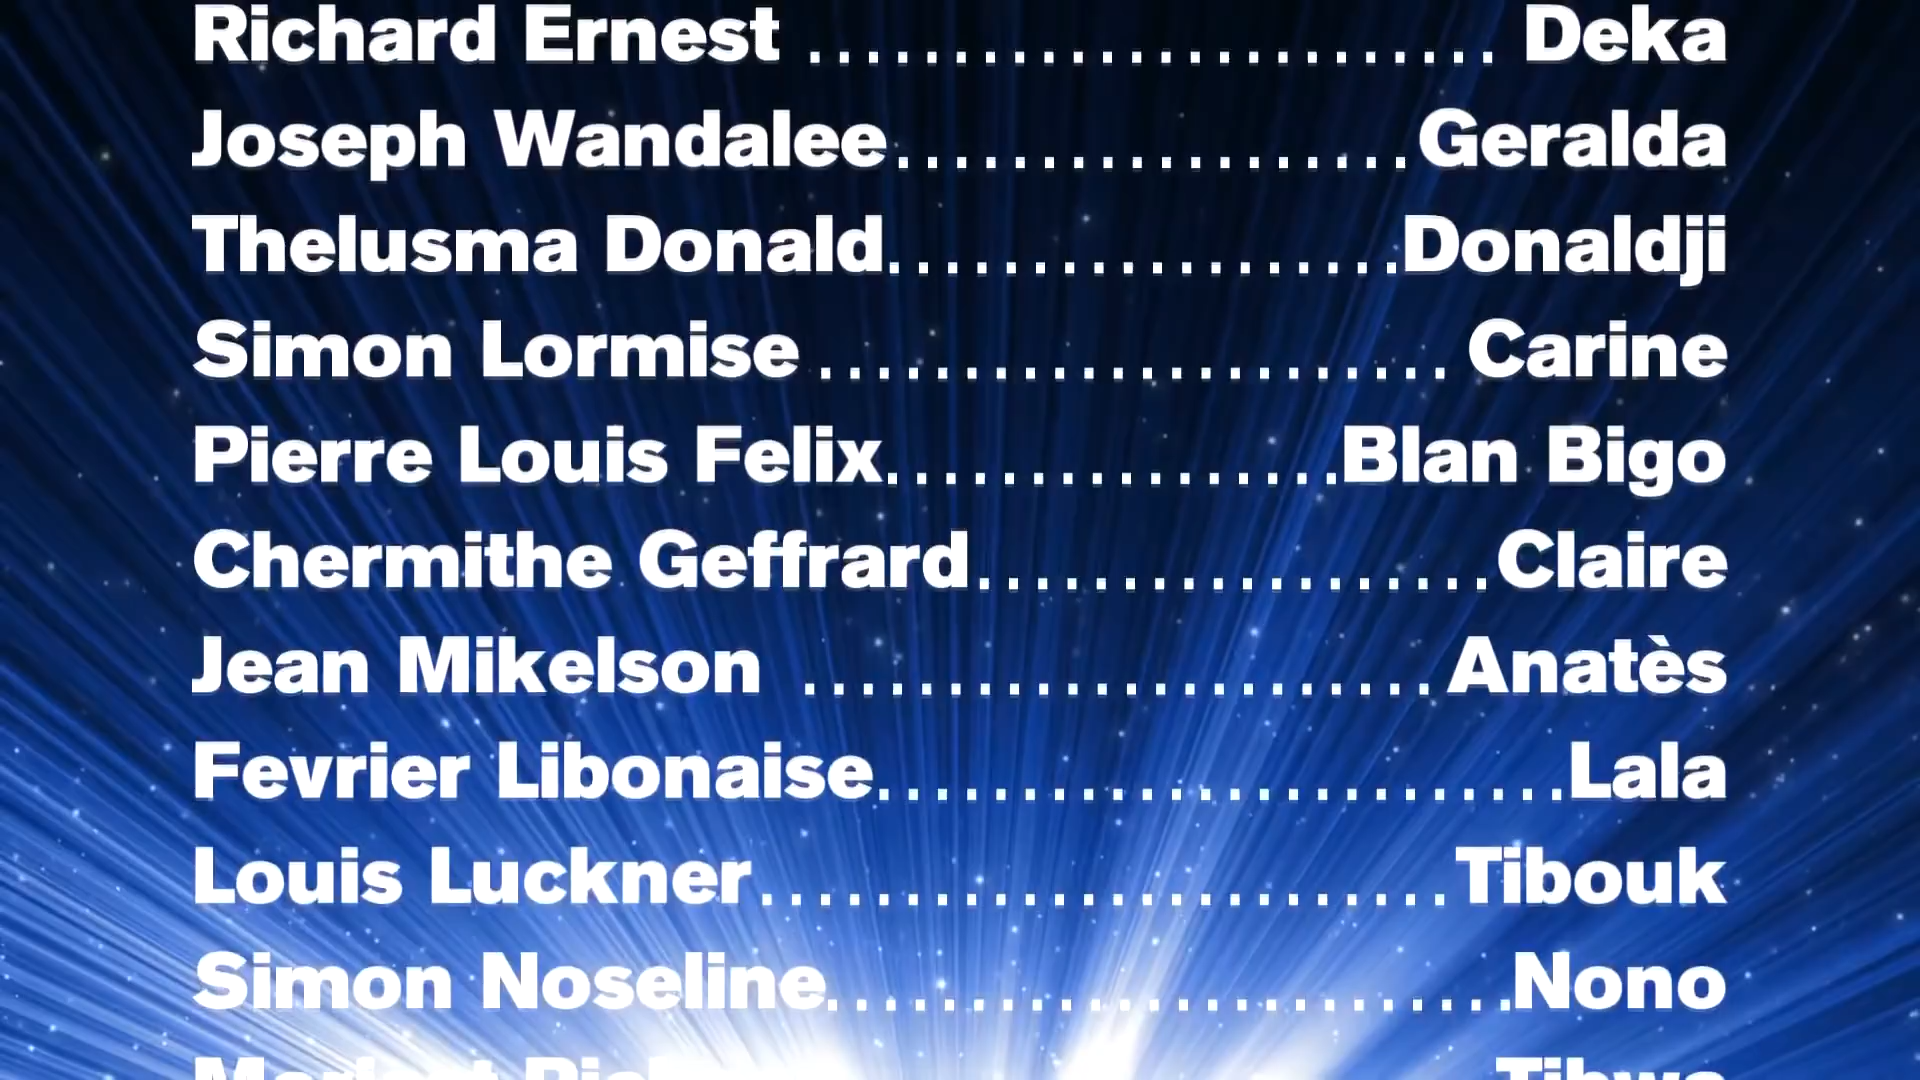 Richard Ernest ........................ Deka
Joseph Wandalee..................Geralda
Thelusma Donald..................Donaldji
Simon Lormise ...................... Carine
Pierre Louis Felix................Blan Bigo
Chermithe Geffrard..................Claire
Jean Mikelson ......................Anatès
Fevrier Libonaise........................Lala
Louis Luckner........................Tibouk
Simon Noseline........................Nono